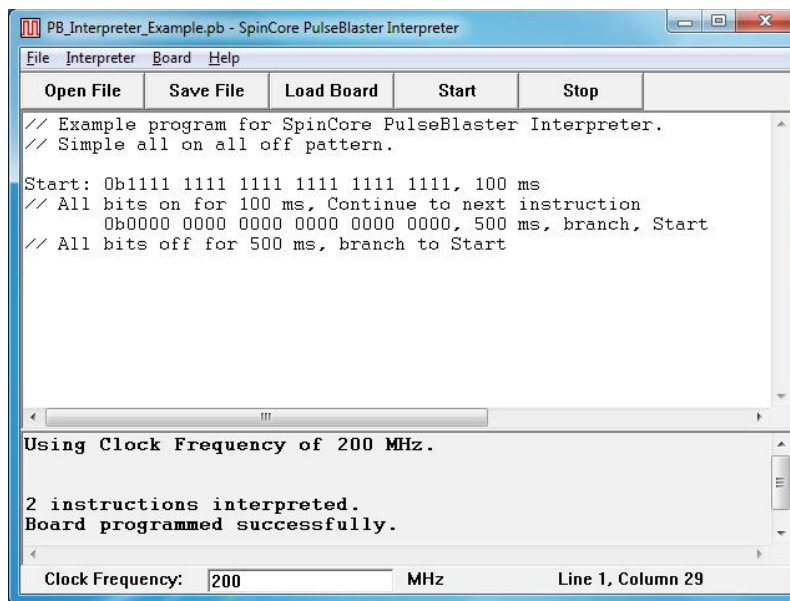 PB_Interpreter_Example.pb - SpinCore PulseBlaster Interpreter
File Interpreter Board Help
Open File Save File Load Board Start Stop
// Example program for SpinCore PulseBlaster Interpreter.
// Simple all on all off pattern.
Start: 0b1111 1111 1111 1111 1111 1111, 100 ms
// All bits on for 100 ms, Continue to next instruction
0b0000 0000 0000 0000 0000 0000, 500 ms, branch, Start
// All bits off for 500 ms, branch to Start
Using Clock Frequency of 200 MHz.
2 instructions interpreted.
Board programmed successfully.
Clock Frequency: 200 MHz Line 1, Column 29